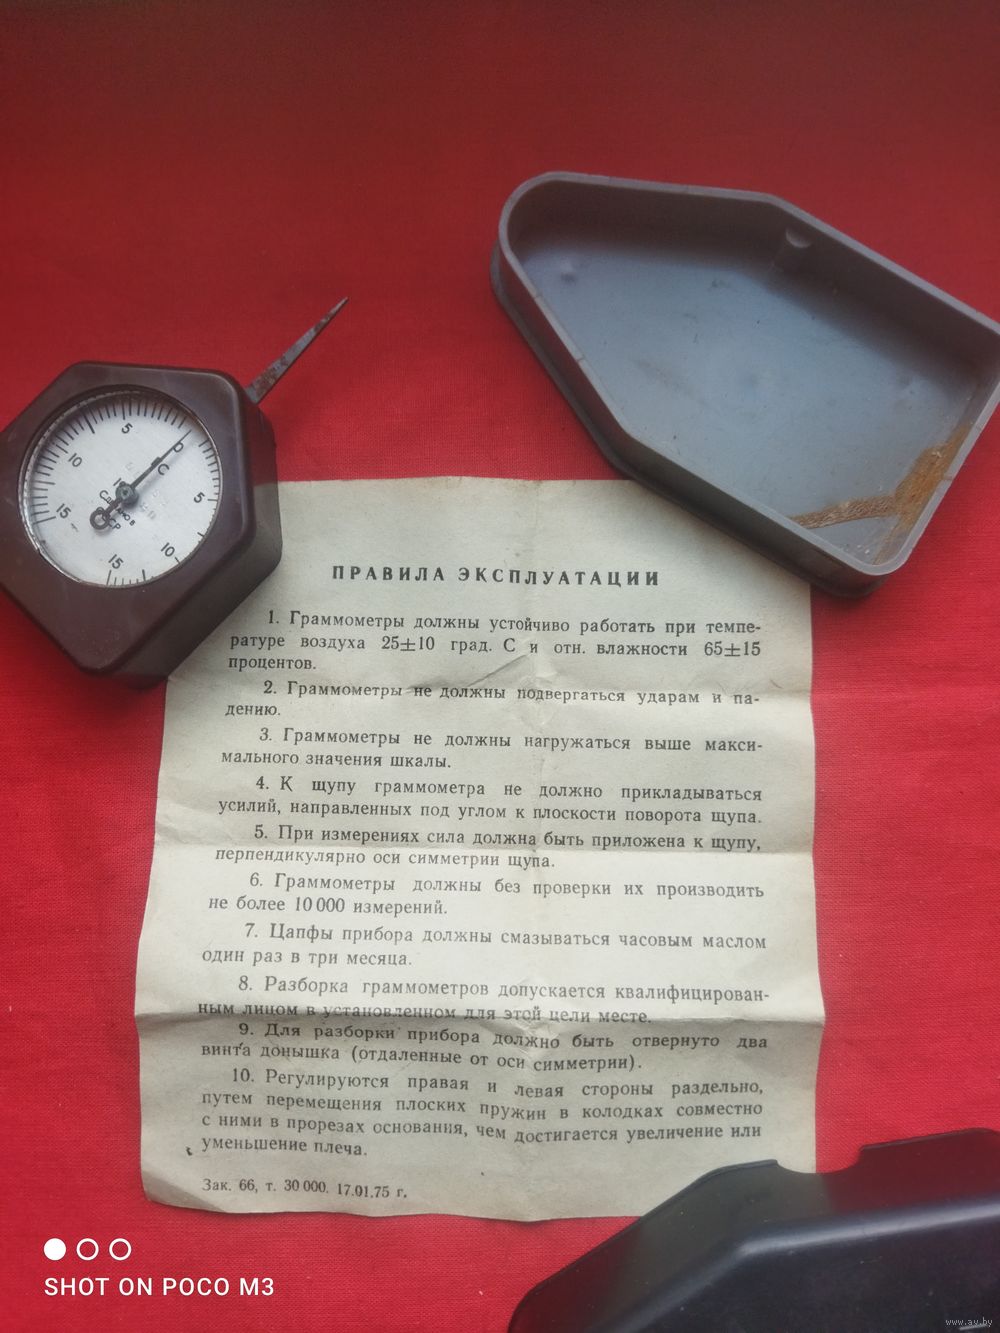 5
0
10
5
15
10
15
Г
С
Сделано в
СССР
ПРАВИЛА ЭКСПЛУАТАЦИИ
1. Граммометры должны устойчиво работать при темпе-
ратуре воздуха 25±10 град. С и отн. влажности 65±15
процентов.
2. Граммометры не должны подвергаться ударам и па-
дению.
3. Граммометры не должны нагружаться выше макси-
мального значения шкалы.
4. К щупу граммометра не должно прикладываться
усилий, направленных под углом к плоскости поворота щупа.
5. При измерениях сила должна быть приложена к щупу,
перпендикулярно оси симметрии щупа.
6. Граммометры должны без проверки их производить
не более 10 000 измерений.
7. Цапфы прибора должны смазываться часовым маслом
один раз в три месяца.
8. Разборка граммометров допускается квалифицирован-
ным лицом в установленном для этой цели месте.
9. Для разборки прибора должно быть отвернуто два
винта донышка (отдаленные от оси симметрии).
10. Регулируются правая и левая стороны раздельно,
путем перемещения плоских пружин в колодках совместно
с ними в прорезах основания, чем достигается увеличение или
уменьшение плеча.
Зак. 66, т. 30 000. 17.01.75 г.
SHOT ON POCO M3
www.av.by